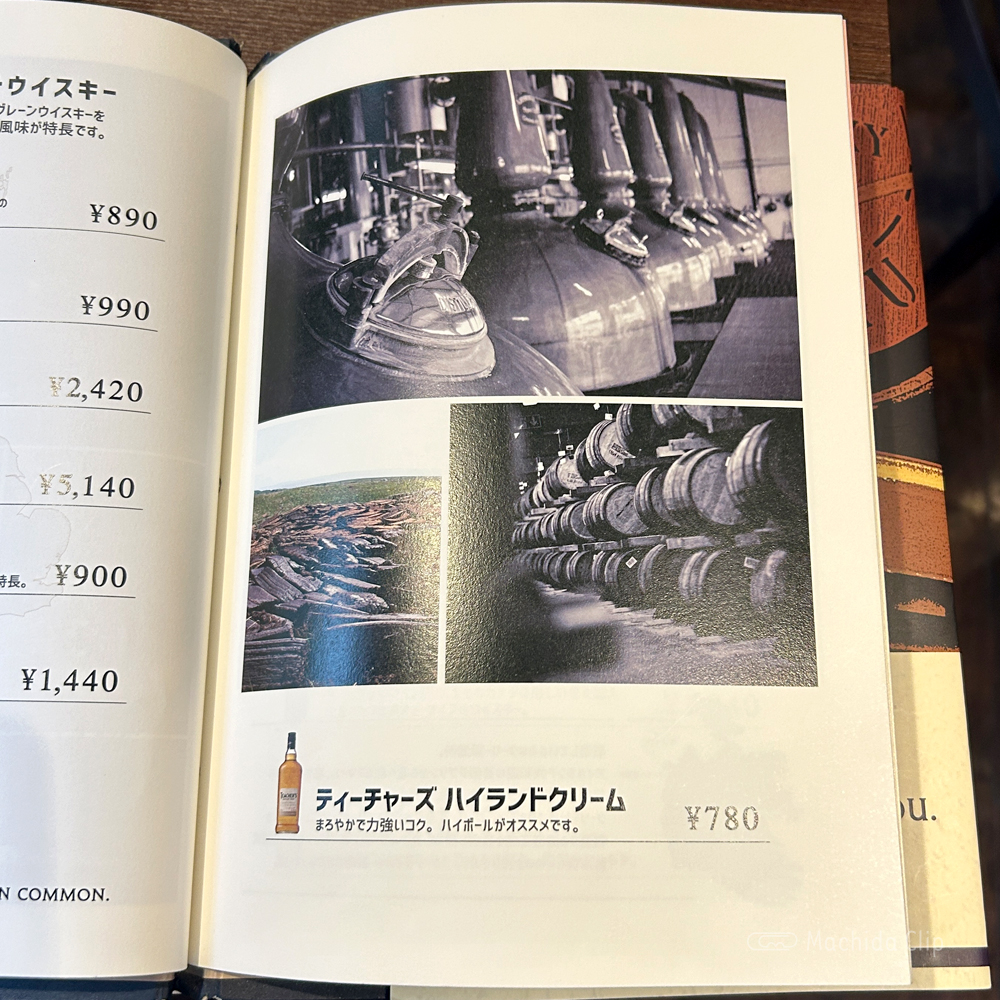 ーウイスキー
グレーンウイスキーを
風味が特長です。
の
¥890
¥990
¥2,420
¥5,140
特長。 ¥900
¥1,440
N COMMON.
ティーチャーズ ハイランドクリーム
まろやかで力強いコク。ハイボールがオススメです。
¥780
ou.
Machida Clip